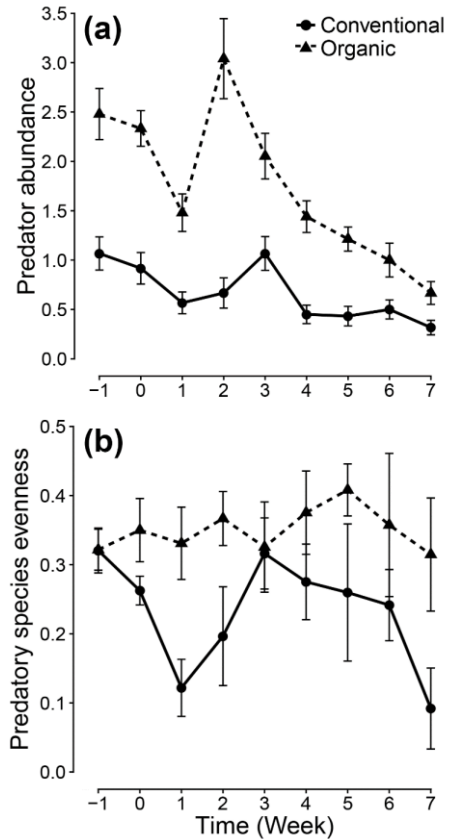 (a)
Conventional
Organic
Predator abundance
3.5
3.0
2.5
2.0
1.5
1.0
0.5
0.0
−1 0 1 2 3 4 5 6 7
(b)
Predatory species evenness
0.5
0.4
0.3
0.2
0.1
0.0
−1 0 1 2 3 4 5 6 7
Time (Week)